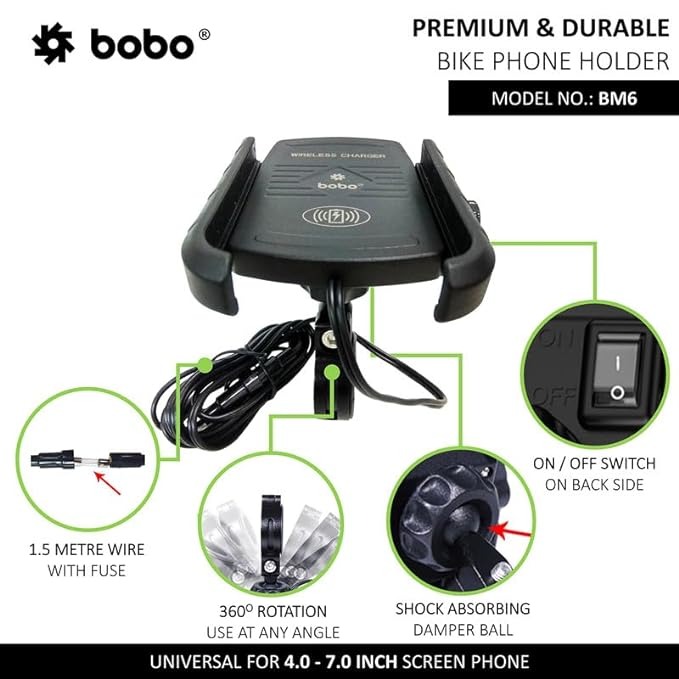 bobo®
PREMIUM & DURABLE
BIKE PHONE HOLDER
MODEL NO.: BM6
WIRELESS CHARGER
bobo®
ON
OFF
ON / OFF SWITCH
ON BACK SIDE
1.5 METRE WIRE
WITH FUSE
360⁰ ROTATION
USE AT ANY ANGLE
SHOCK ABSORBING
DAMPER BALL
UNIVERSAL FOR 4.0 - 7.0 INCH SCREEN PHONE